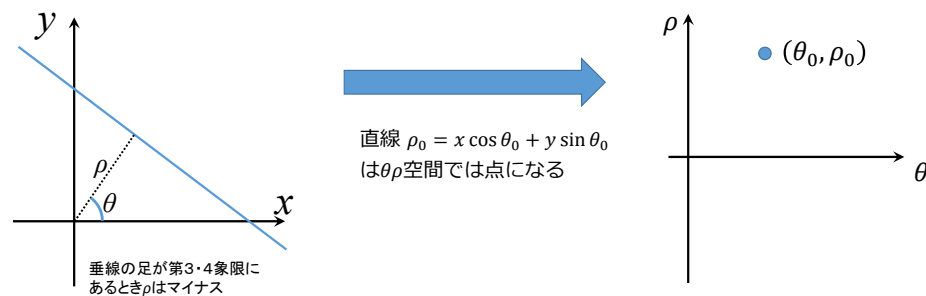 y
ρ
θ
x
垂線の足が第３・４象限に
あるときρはマイナス
直線 ρ₀ = x cos θ₀ + y sin θ₀
はθρ空間では点になる
ρ
(θ₀, ρ₀)
θ